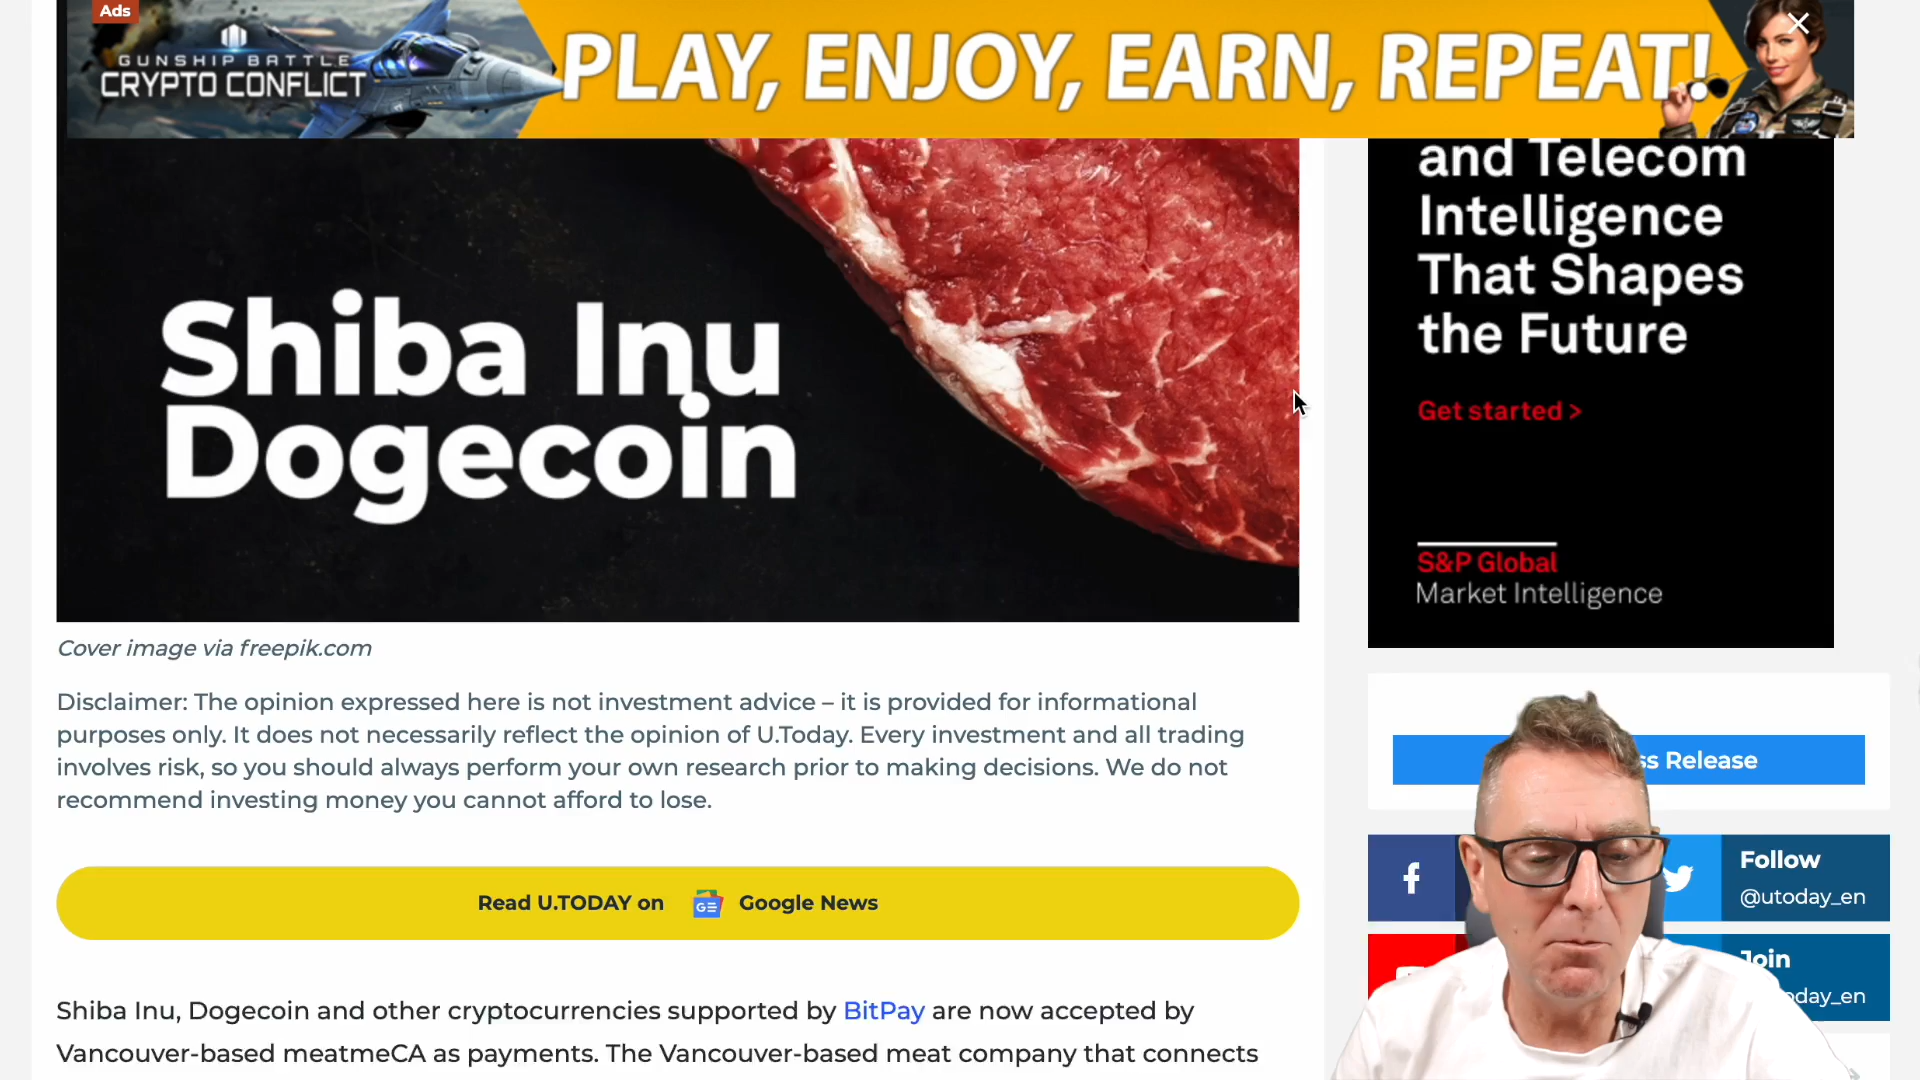 Ads
GUNSHIP BATTLE
CRYPTO CONFLICT
PLAY, ENJOY, EARN, REPEAT!
Shiba Inu
Dogecoin
and Telecom
Intelligence
That Shapes
the Future
Get started >
S&P Global
Market Intelligence
Cover image via freepik.com
Disclaimer: The opinion expressed here is not investment advice – it is provided for informational
purposes only. It does not necessarily reflect the opinion of U.Today. Every investment and all trading
involves risk, so you should always perform your own research prior to making decisions. We do not
recommend investing money you cannot afford to lose.
Read U.TODAY on Google News
Release
Follow
@utoday_en
Join
Shiba Inu, Dogecoin and other cryptocurrencies supported by BitPay are now accepted by
Vancouver-based meatmeCA as payments. The Vancouver-based meat company that connects